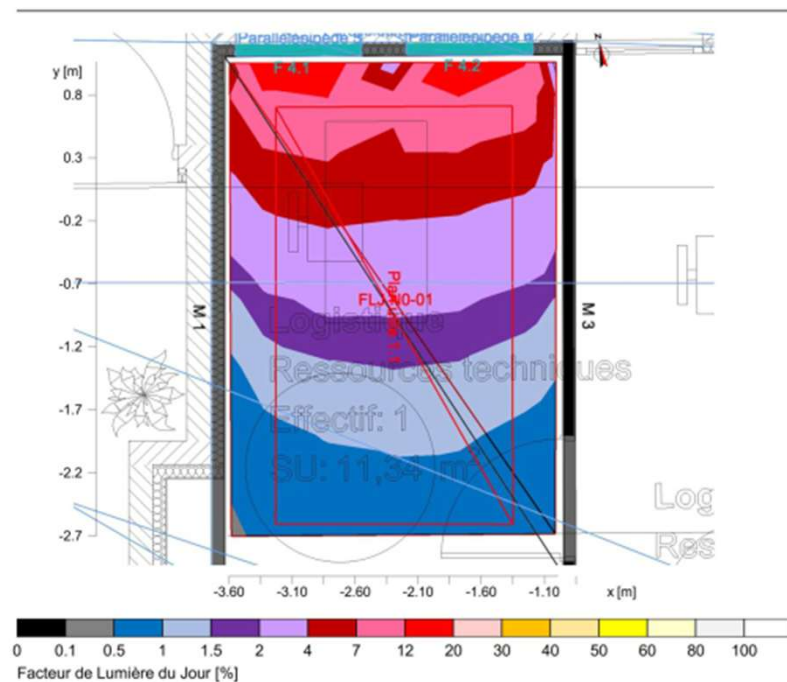 Parallélépipède
Parallélépipède
F 4.1
F 4.2
y [m]
0.8
0.3
-0.2
-0.7
-1.2
-1.7
-2.2
-2.7
M 1
M 3
FLJ-N0-01
Logistique
Ressources techniques
Effectif: 1
SU: 11,34 m²
Log
Res
-3.60 -3.10 -2.60 -2.10 -1.60 -1.10 x [m]
0 0.1 0.5 1 1.5 2 4 7 12 20 30 40 50 60 80 100
Facteur de Lumière du Jour [%]